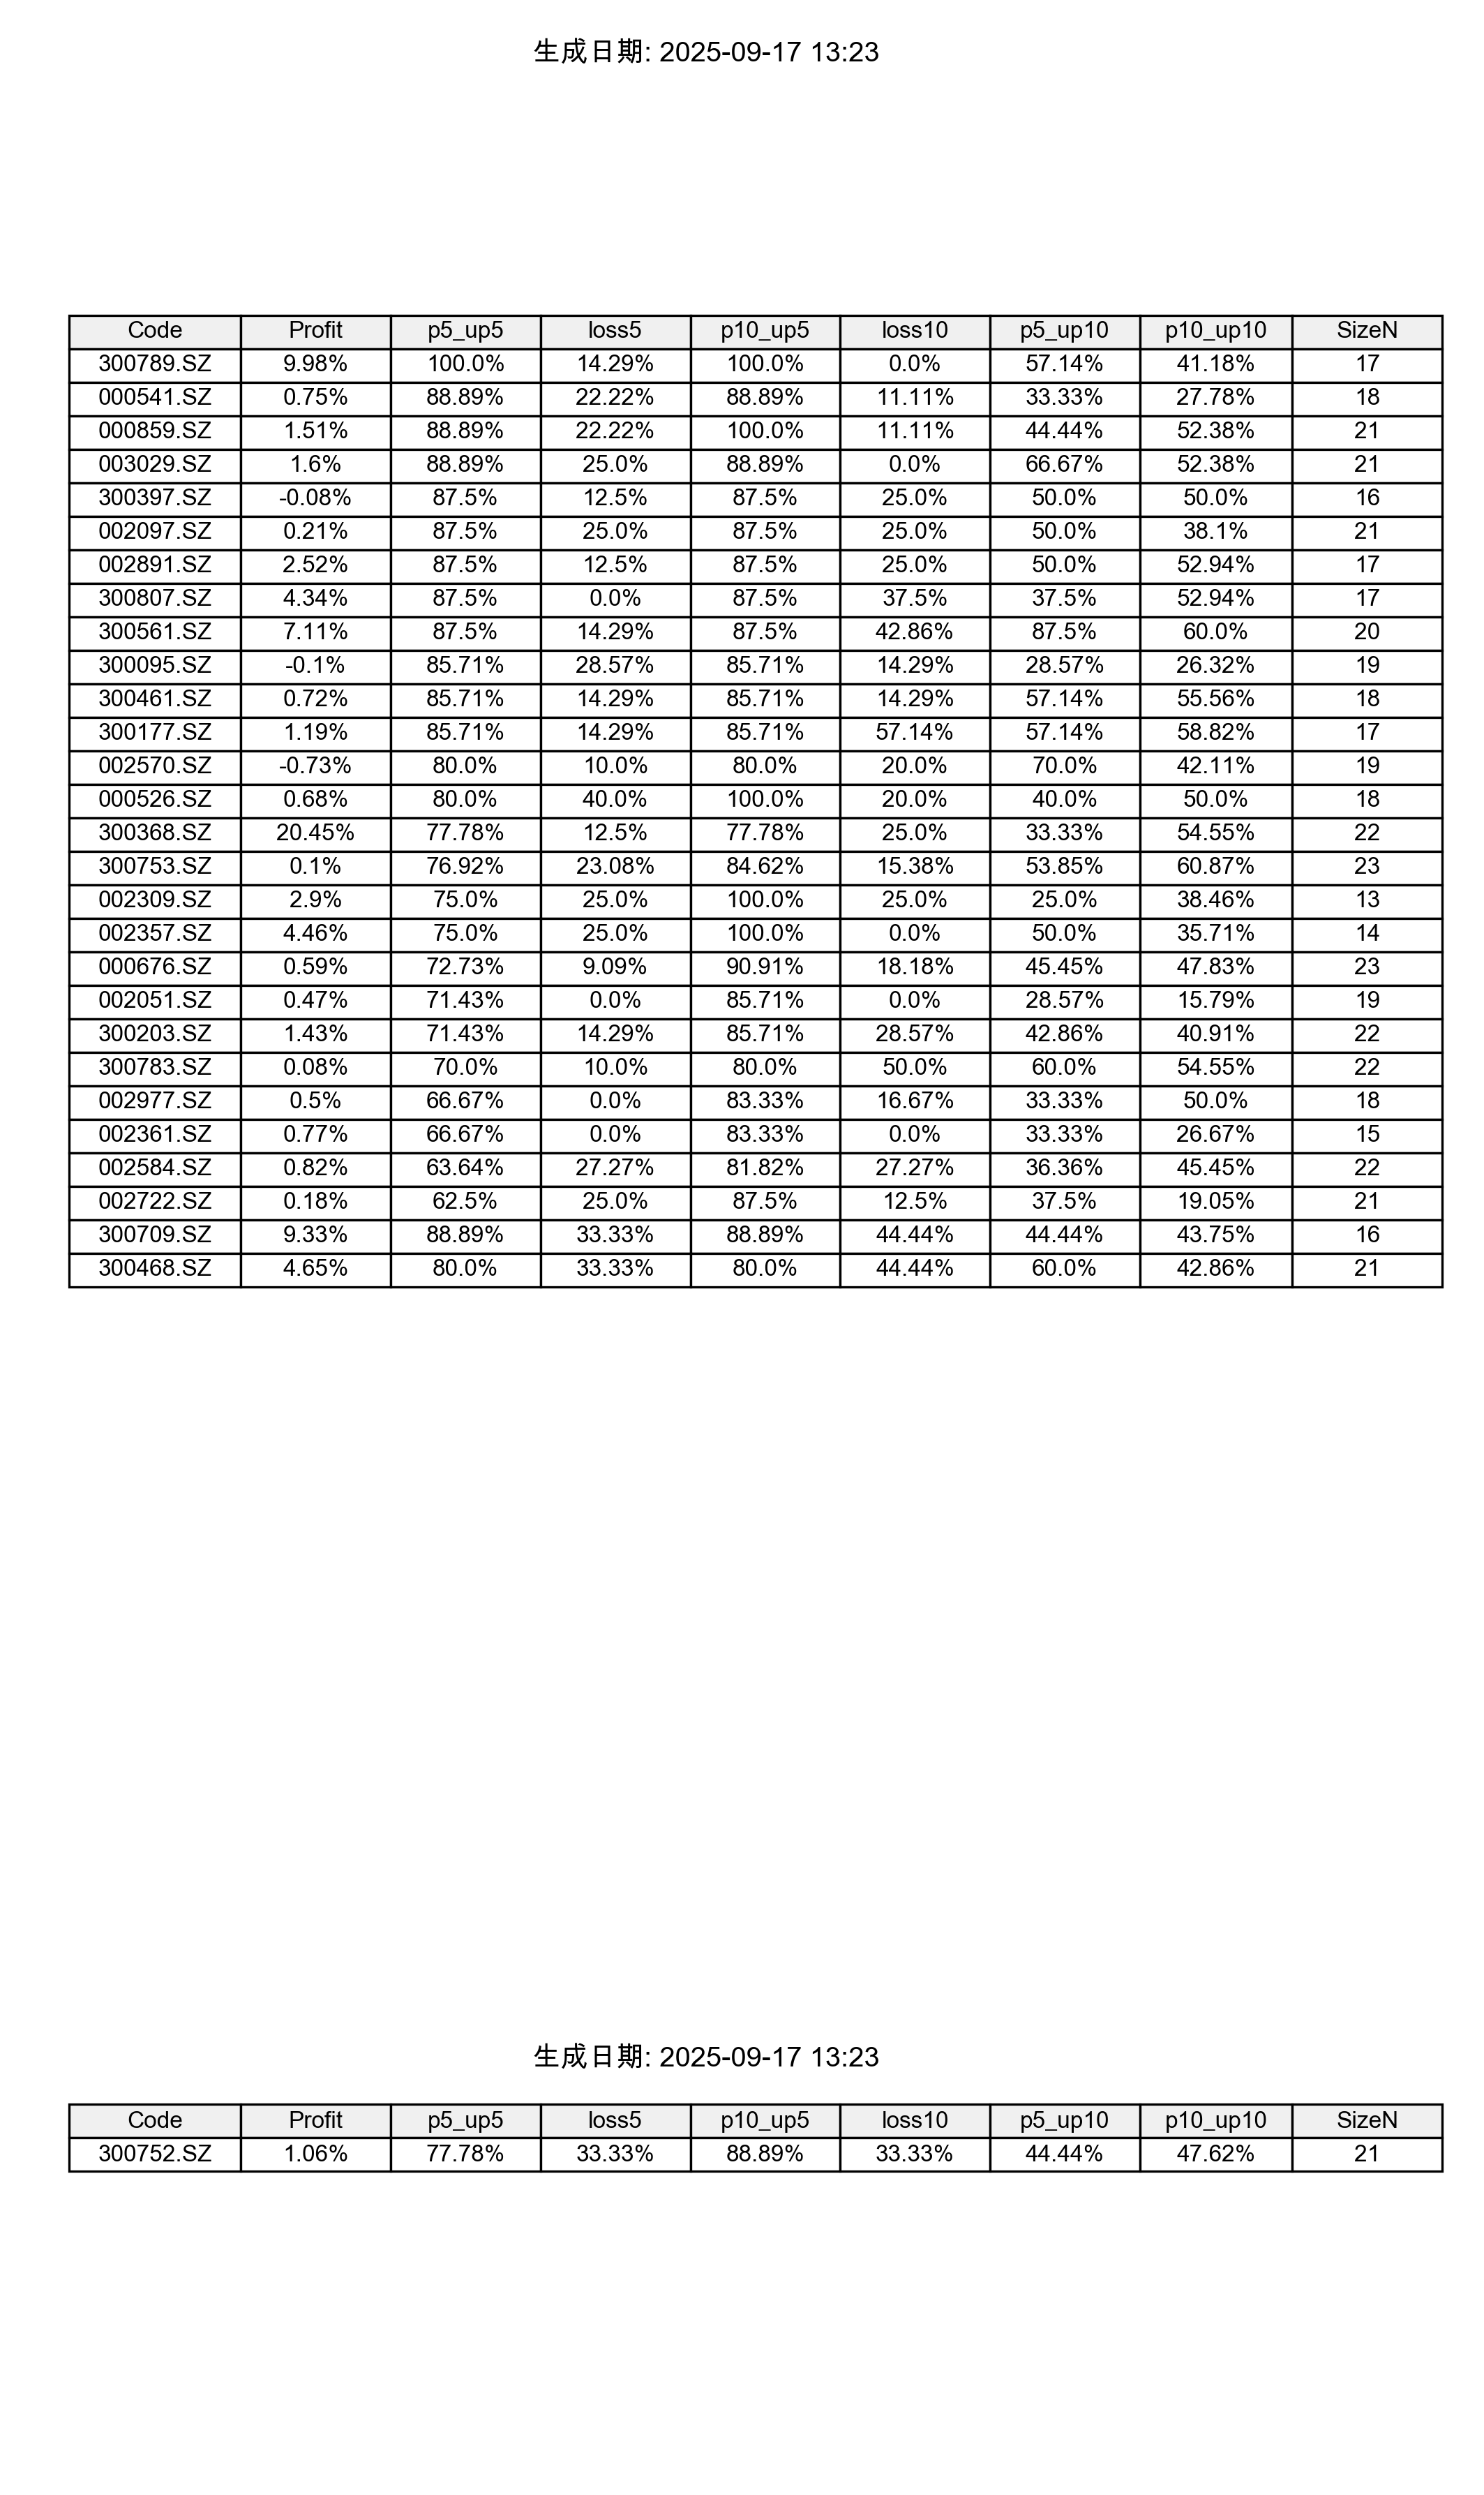 生成日期: 2025-09-17 13:23
Code Profit p5_up5 loss5 p10_up5 loss10 p5_up10 p10_up10 SizeN
300789.SZ 9.98% 100.0% 14.29% 100.0% 0.0% 57.14% 41.18% 17
000541.SZ 0.75% 88.89% 22.22% 88.89% 11.11% 33.33% 27.78% 18
000859.SZ 1.51% 88.89% 22.22% 100.0% 11.11% 44.44% 52.38% 21
003029.SZ 1.6% 88.89% 25.0% 88.89% 0.0% 66.67% 52.38% 21
300397.SZ -0.08% 87.5% 12.5% 87.5% 25.0% 50.0% 50.0% 16
002097.SZ 0.21% 87.5% 25.0% 87.5% 25.0% 50.0% 38.1% 21
002891.SZ 2.52% 87.5% 12.5% 87.5% 25.0% 50.0% 52.94% 17
300807.SZ 4.34% 87.5% 0.0% 87.5% 37.5% 37.5% 52.94% 17
300561.SZ 7.11% 87.5% 14.29% 87.5% 42.86% 87.5% 60.0% 20
300095.SZ -0.1% 85.71% 28.57% 85.71% 14.29% 28.57% 26.32% 19
300461.SZ 0.72% 85.71% 14.29% 85.71% 14.29% 57.14% 55.56% 18
300177.SZ 1.19% 85.71% 14.29% 85.71% 57.14% 57.14% 58.82% 17
002570.SZ -0.73% 80.0% 10.0% 80.0% 20.0% 70.0% 42.11% 19
000526.SZ 0.68% 80.0% 40.0% 100.0% 20.0% 40.0% 50.0% 18
300368.SZ 20.45% 77.78% 12.5% 77.78% 25.0% 33.33% 54.55% 22
300753.SZ 0.1% 76.92% 23.08% 84.62% 15.38% 53.85% 60.87% 23
002309.SZ 2.9% 75.0% 25.0% 100.0% 25.0% 25.0% 38.46% 13
002357.SZ 4.46% 75.0% 25.0% 100.0% 0.0% 50.0% 35.71% 14
000676.SZ 0.59% 72.73% 9.09% 90.91% 18.18% 45.45% 47.83% 23
002051.SZ 0.47% 71.43% 0.0% 85.71% 0.0% 28.57% 15.79% 19
300203.SZ 1.43% 71.43% 14.29% 85.71% 28.57% 42.86% 40.91% 22
300783.SZ 0.08% 70.0% 10.0% 80.0% 50.0% 60.0% 54.55% 22
002977.SZ 0.5% 66.67% 0.0% 83.33% 16.67% 33.33% 50.0% 18
002361.SZ 0.77% 66.67% 0.0% 83.33% 0.0% 33.33% 26.67% 15
002584.SZ 0.82% 63.64% 27.27% 81.82% 27.27% 36.36% 45.45% 22
002722.SZ 0.18% 62.5% 25.0% 87.5% 12.5% 37.5% 19.05% 21
300709.SZ 9.33% 88.89% 33.33% 88.89% 44.44% 44.44% 43.75% 16
300468.SZ 4.65% 80.0% 33.33% 80.0% 44.44% 60.0% 42.86% 21
生成日期: 2025-09-17 13:23
Code Profit p5_up5 loss5 p10_up5 loss10 p5_up10 p10_up10 SizeN
300752.SZ 1.06% 77.78% 33.33% 88.89% 33.33% 44.44% 47.62% 21